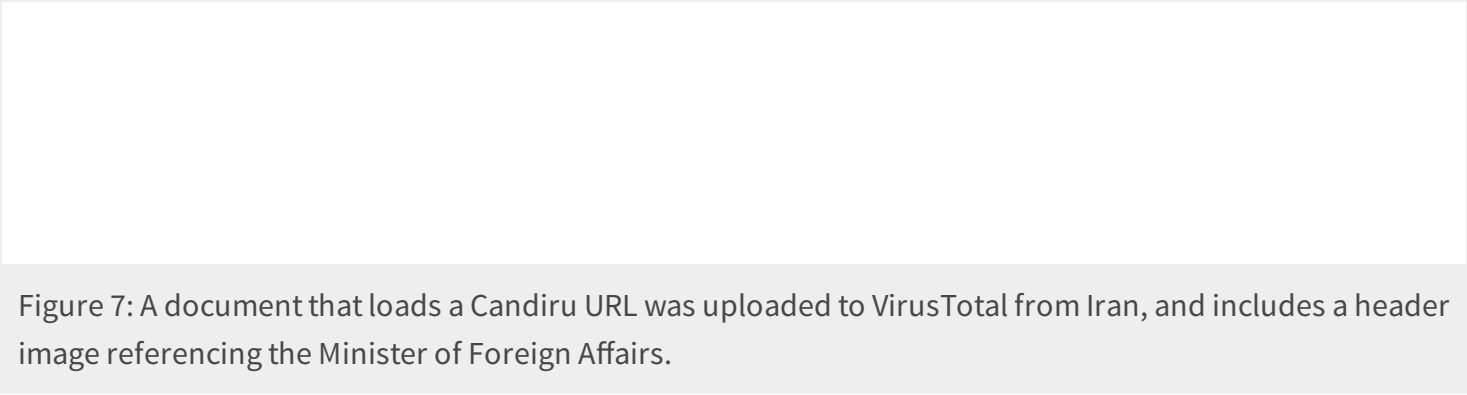 Figure 7: A document that loads a Candiru URL was uploaded to VirusTotal from Iran, and includes a header
image referencing the Minister of Foreign Affairs.